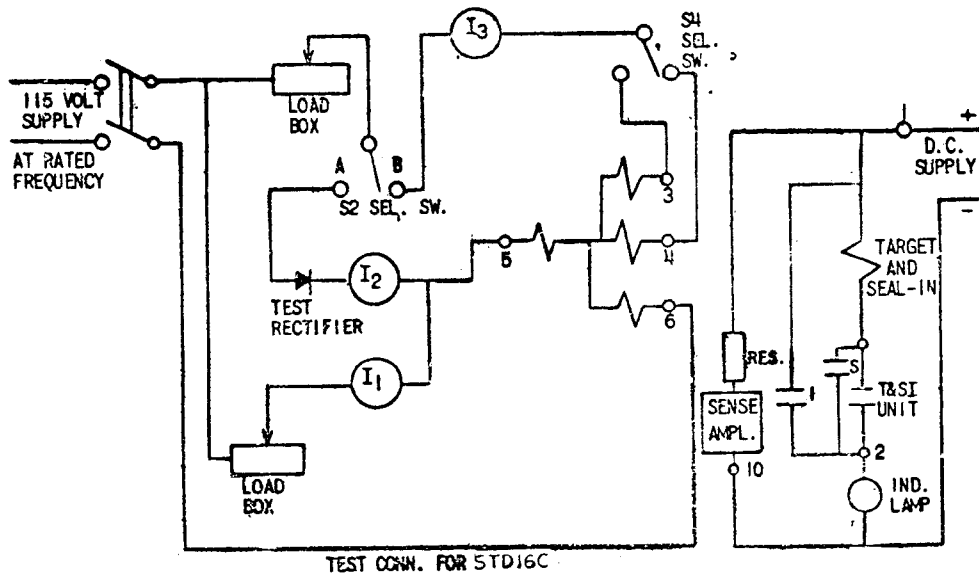 I3
S4
SEL.
SW.
115 VOLT
SUPPLY
AT RATED
FREQUENCY
LOAD
BOX
A
B
S2 SEL. SW.
+
D.C.
SUPPLY
-
3
5
4
6
I2
TEST
RECTIFIER
TARGET
AND
SEAL-IN
I1
RES.
1
S
T&SI
UNIT
SENSE
AMPL.
10
2
LOAD
BOX
IND.
LAMP
TEST CONN. FOR STD16C